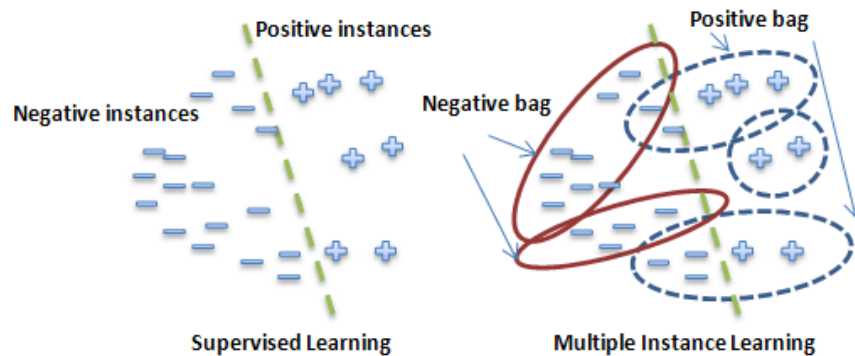 Positive instances
Negative instances
Supervised Learning
Positive bag
Negative bag
Multiple Instance Learning